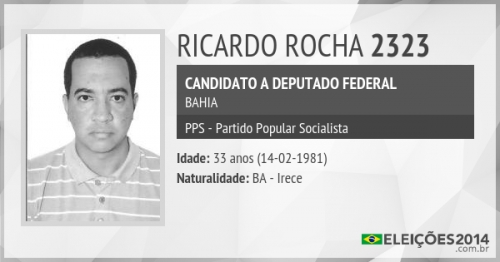 RICARDO ROCHA 2323
CANDIDATO A DEPUTADO FEDERAL
BAHIA
PPS - Partido Popular Socialista
Idade: 33 anos (14-02-1981)
Naturalidade: BA - Irece
ELEIÇÕES2014
.com.br